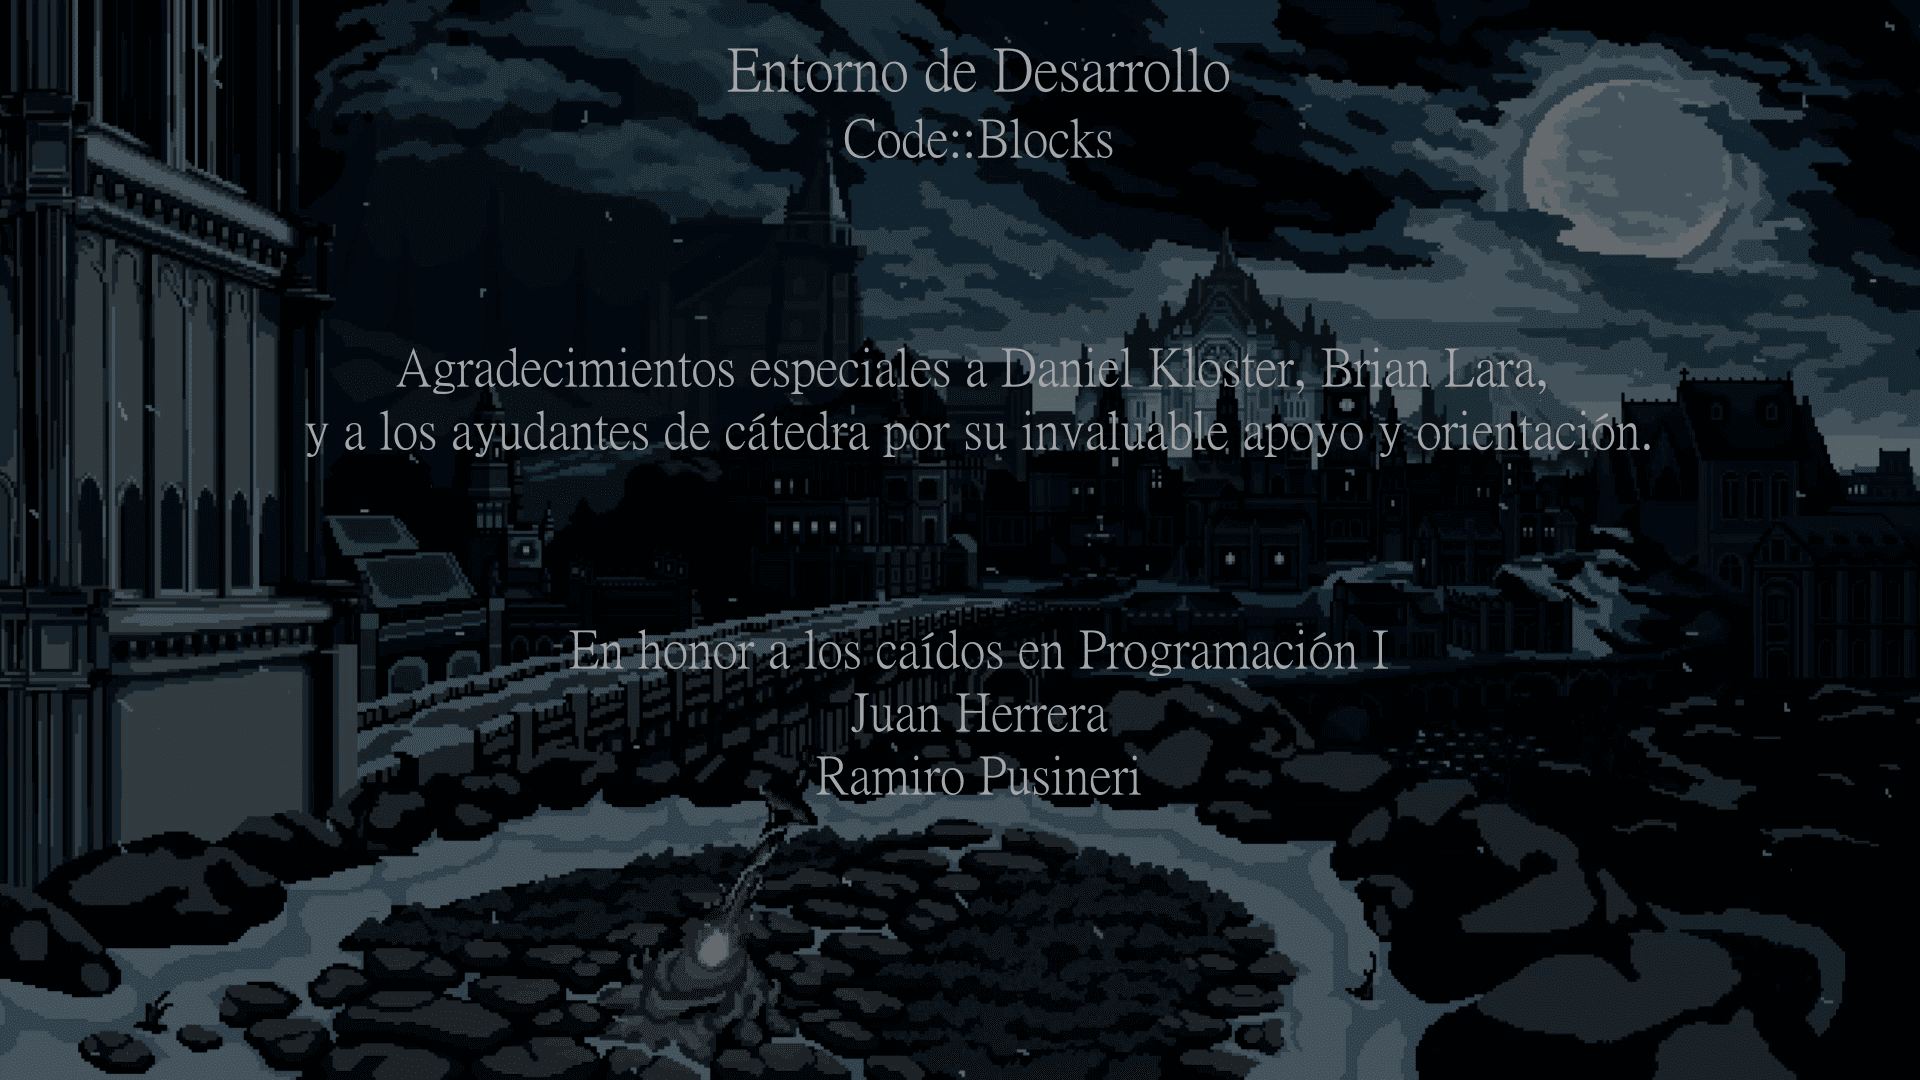 Entorno de Desarrollo
Code::Blocks
Agradecimientos especiales a Daniel Kloster, Brian Lara,
y a los ayudantes de cátedra por su invaluable apoyo y orientación.
En honor a los caídos en Programación I
Juan Herrera
Ramiro Pusineri